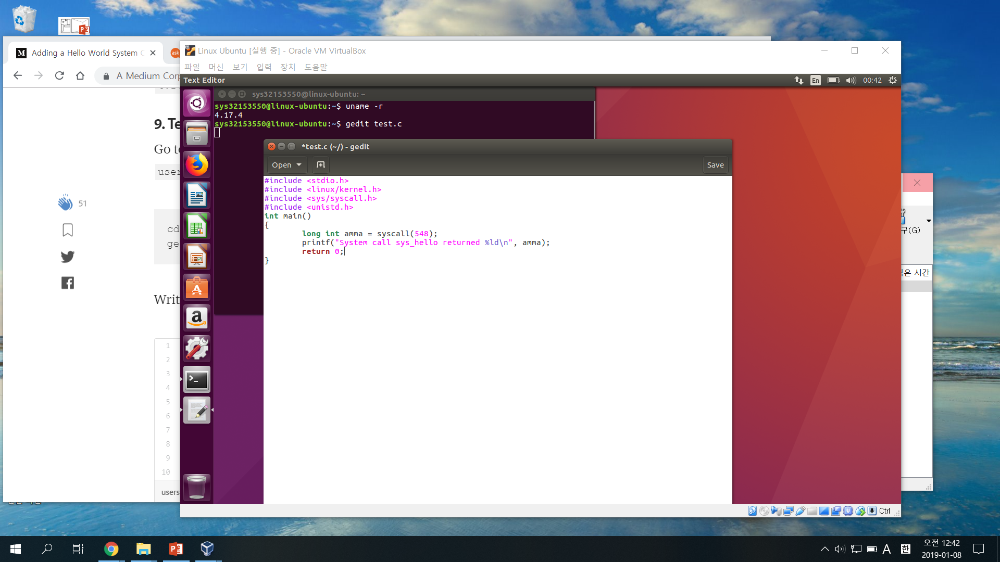 Adding a Hello World System C
ask
A Medium Corp
Linux Ubuntu [실행 중] - Oracle VM VirtualBox
파일 머신 보기 입력 장치 도움말
Text Editor
En
00:42
sys32153550@linux-ubuntu: ~
sys32153550@linux-ubuntu:~$ uname -r
4.17.4
sys32153550@linux-ubuntu:~$ gedit test.c
*test.c (~/) - gedit
Open
Save
#include <stdio.h>
#include <linux/kernel.h>
#include <sys/syscall.h>
#include <unistd.h>
int main()
{
long int amma = syscall(548);
printf("System call sys_hello returned %ld\n", amma);
return 0;
}
9. Te
Go to
user
51
cd
ge
Writ
1
2
3
4
5
6
7
8
9
10
users
구(G)
은 시간
Ctrl
A
한
오전 12:42
2019-01-08